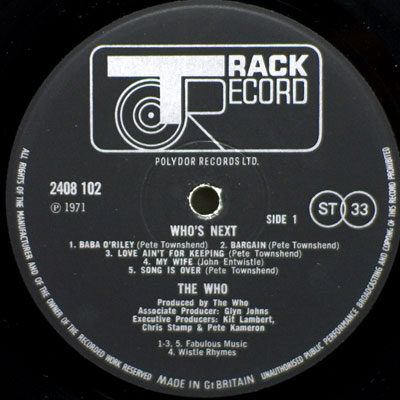 TRACK
RECORD
POLYDOR RECORDS LTD.
2408 102
Ⓟ 1971
SIDE 1
ST 33
WHO'S NEXT
1. BABA O'RILEY (Pete Townshend) 2. BARGAIN (Pete Townshend)
3. LOVE AIN'T FOR KEEPING (Pete Townshend)
4. MY WIFE (John Entwistle)
5. SONG IS OVER (Pete Townshend)
THE WHO
Produced by The Who
Associate Producer: Glyn Johns
Executive Producers: Kit Lambert,
Chris Stamp & Pete Kameron
1-3, 5. Fabulous Music
4. Wistle Rhymes
ALL RIGHTS OF THE MANUFACTURER AND OF THE OWNER OF THE RECORDED WORK RESERVED
UNAUTHORISED PUBLIC PERFORMANCE BROADCASTING AND COPYING OF THIS RECORD PROHIBITED
MADE IN Gt BRITAIN